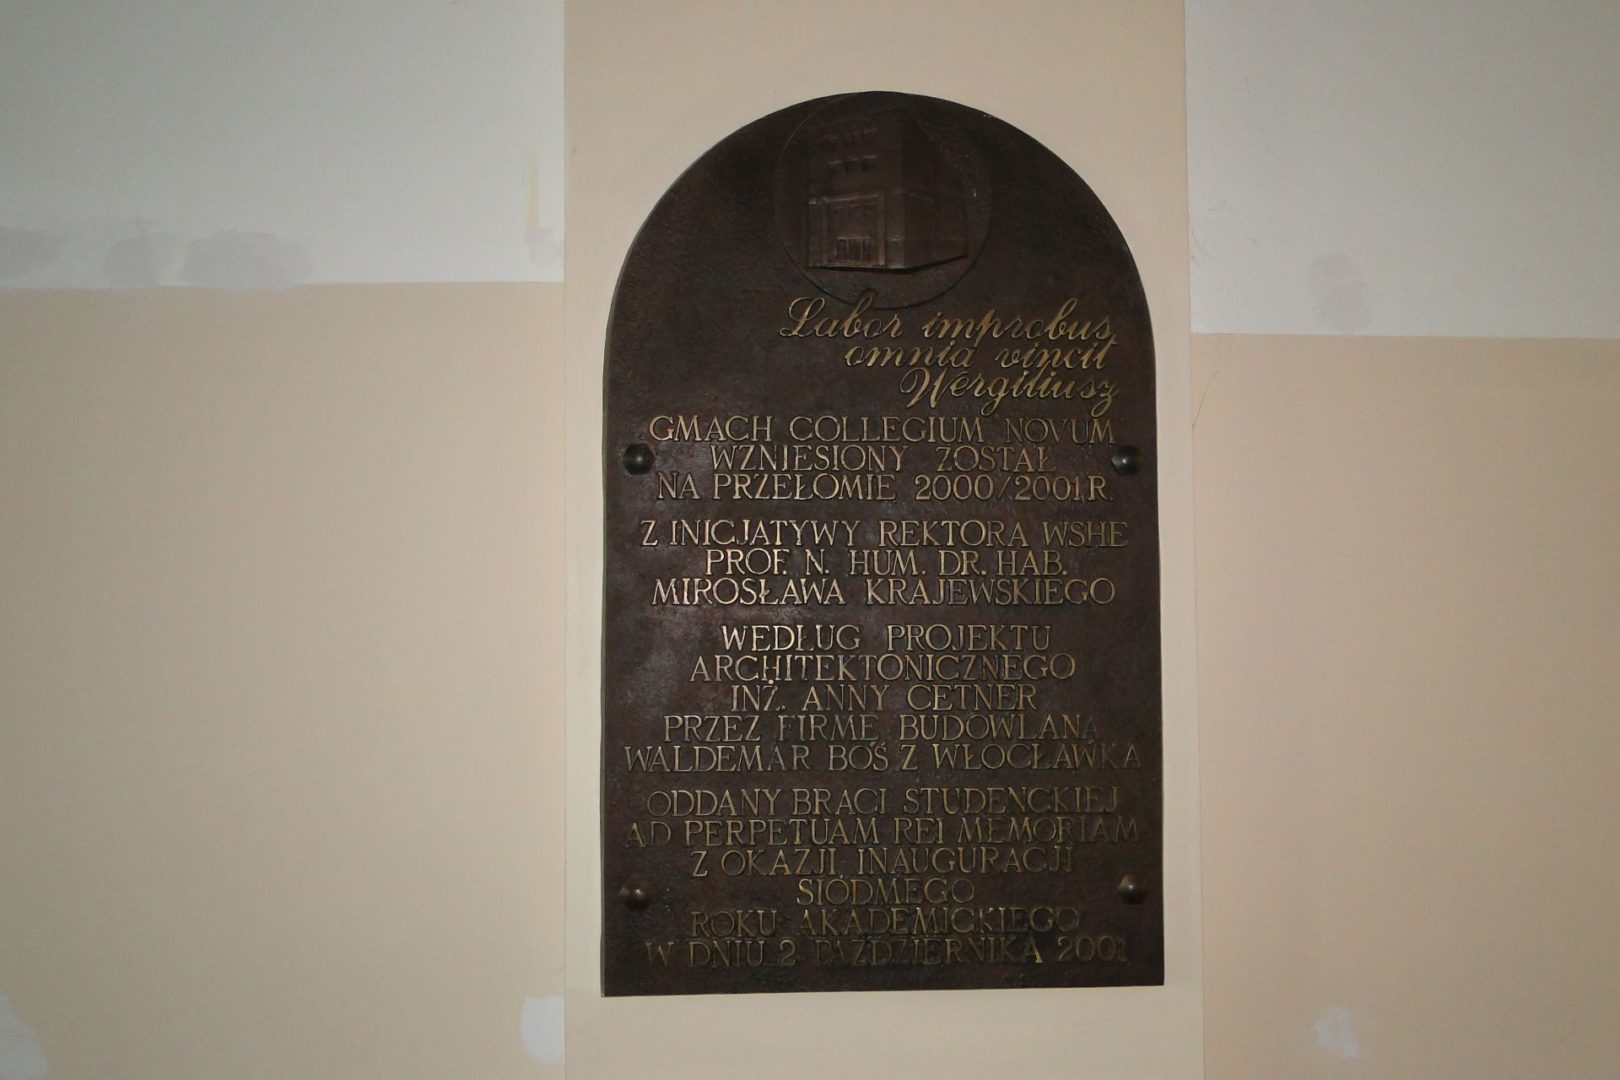 Labor improbus
omnia vincit
Wergiliusz
GMACH COLLEGIUM NOVUM
WZNIESIONY ZOSTAŁ
NA PRZEŁOMIE 2000/2001 R.
Z INICJATYWY REKTORA WSHE
PROF. N. HUM. DR. HAB.
MIROSŁAWA KRAJEWSKIEGO
WEDŁUG PROJEKTU
ARCHITEKTONICZNEGO
INŻ. ANNY CETNER
PRZEZ FIRMĘ BUDOWLANĄ
WALDEMAR BOŚ Z WŁOCŁAWKA
ODDANY BRACI STUDENCKIEJ
AD PERPETUAM REI MEMORIAM
Z OKAZJI INAUGURACJI
SIÓDMEGO
ROKU AKADEMICKIEGO
W DNIU 2 PAŹDZIERNIKA 2001